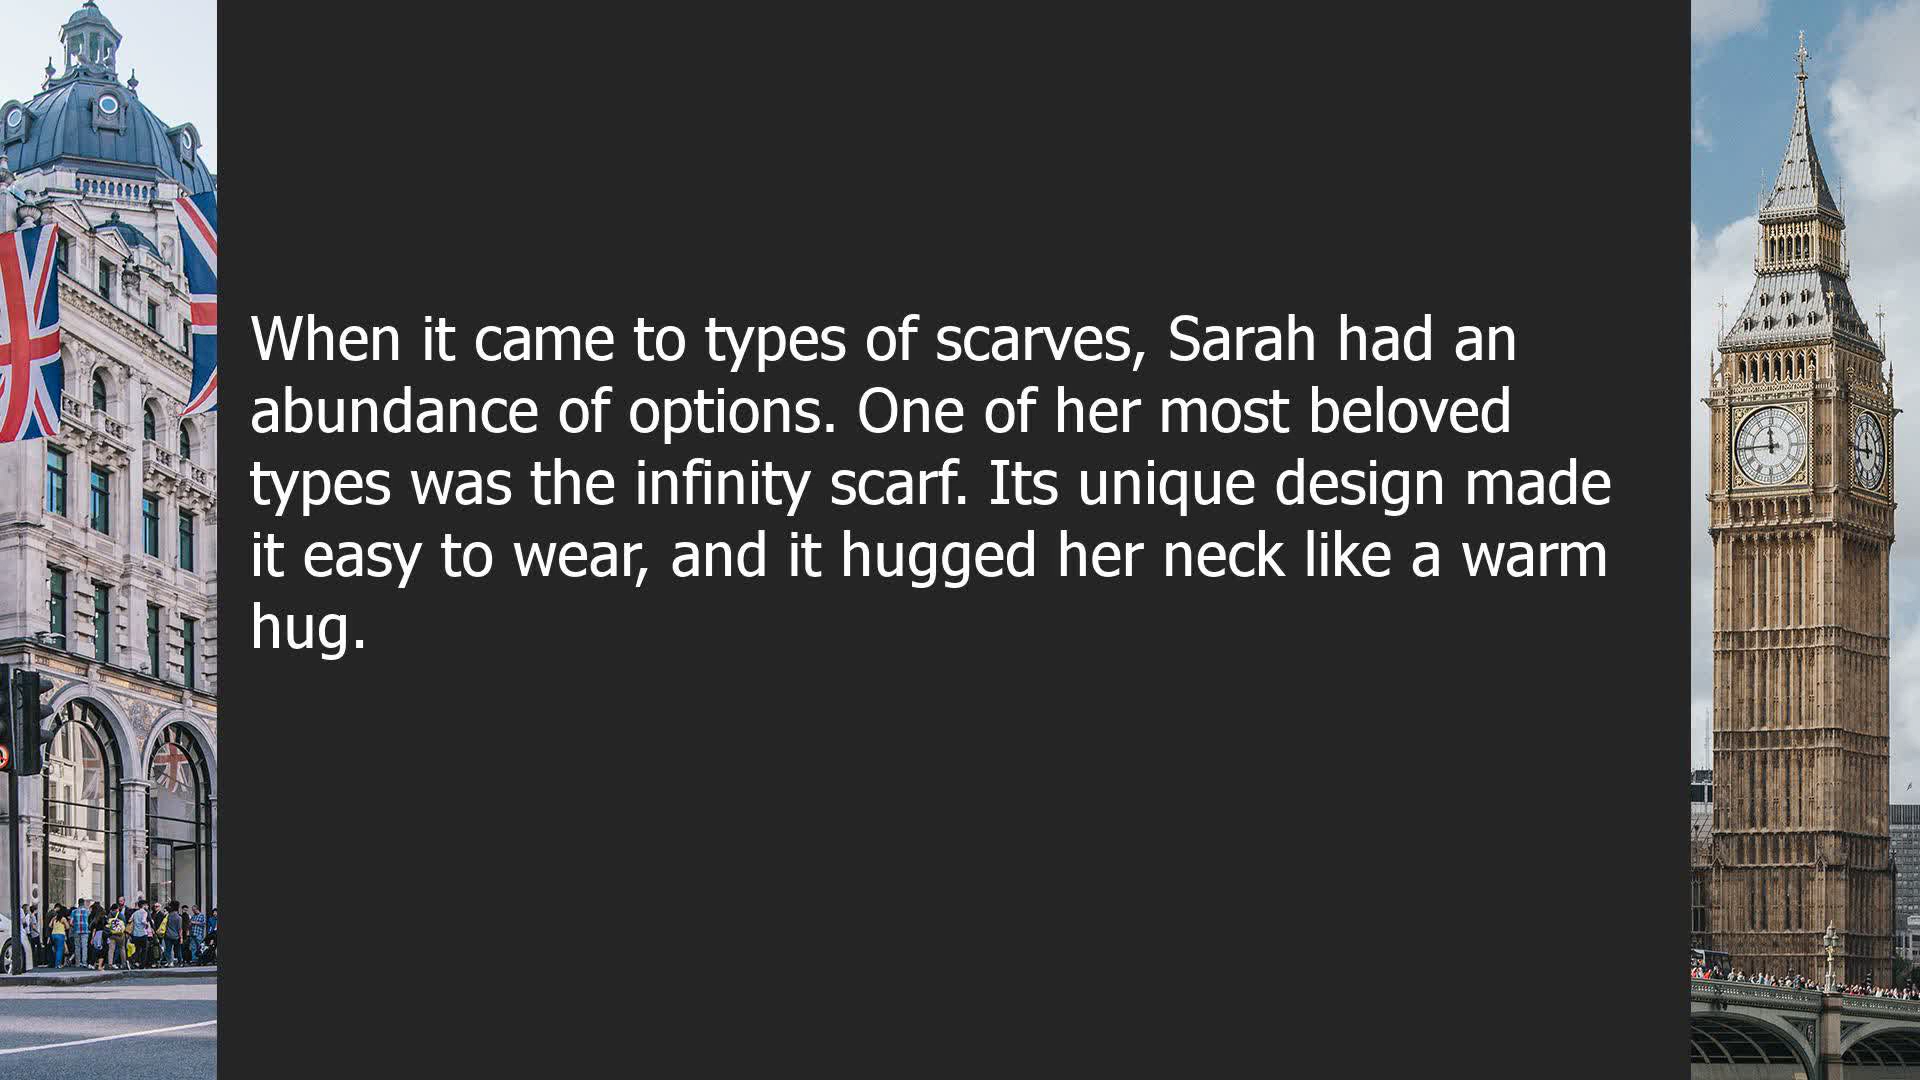 When it came to types of scarves, Sarah had an
abundance of options. One of her most beloved
types was the infinity scarf. Its unique design made
it easy to wear, and it hugged her neck like a warm
hug.